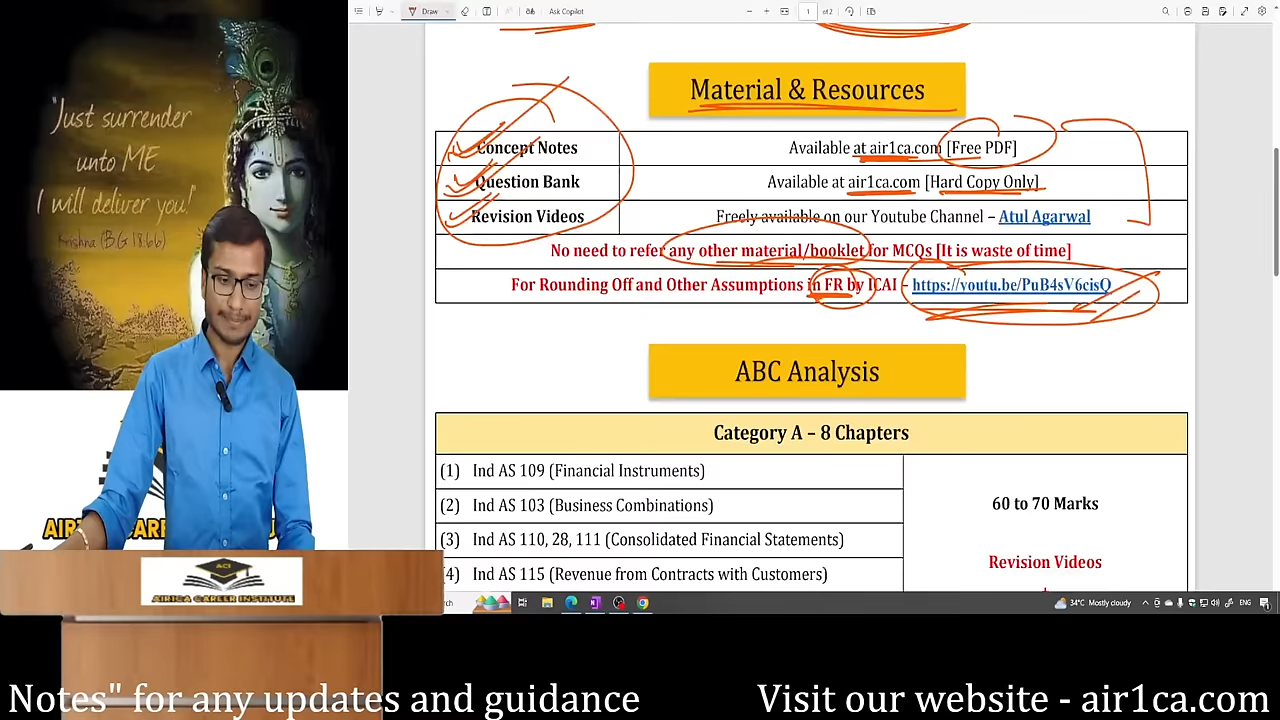 Draw
Ask Copilot
1
of 2
"Just surrender
unto ME
I will deliver you!"
Krishna (BG 18:66)
Material & Resources
Concept Notes
Available at air1ca.com [Free PDF]
Question Bank
Available at air1ca.com [Hard Copy Only]
Revision Videos
Freely available on our Youtube Channel – Atul Agarwal
No need to refer any other material/booklet for MCQs [It is waste of time]
For Rounding Off and Other Assumptions in FR by ICAI – https://youtu.be/PuB4sV6cisQ
ABC Analysis
Category A – 8 Chapters
(1) Ind AS 109 (Financial Instruments)
(2) Ind AS 103 (Business Combinations)
(3) Ind AS 110, 28, 111 (Consolidated Financial Statements)
(4) Ind AS 115 (Revenue from Contracts with Customers)
60 to 70 Marks
Revision Videos
ACI
AIR1CA CAREER INSTITUTE
34°C Mostly cloudy
ENG
Notes" for any updates and guidance
Visit our website - air1ca.com